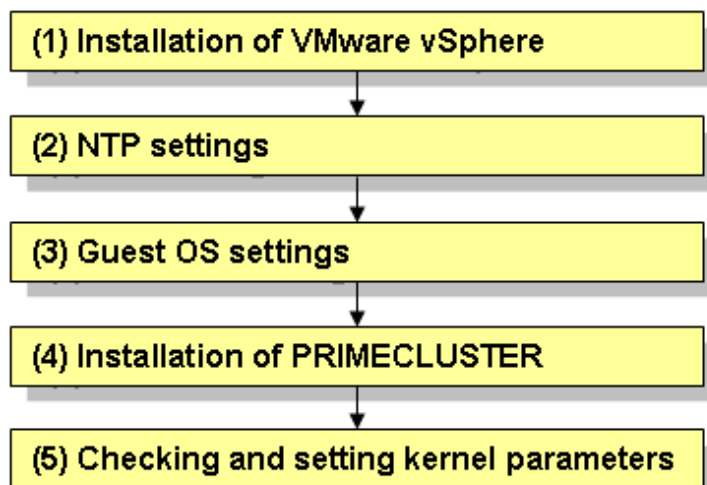 (1) Installation of VMware vSphere
(2) NTP settings
(3) Guest OS settings
(4) Installation of PRIMECLUSTER
(5) Checking and setting kernel parameters